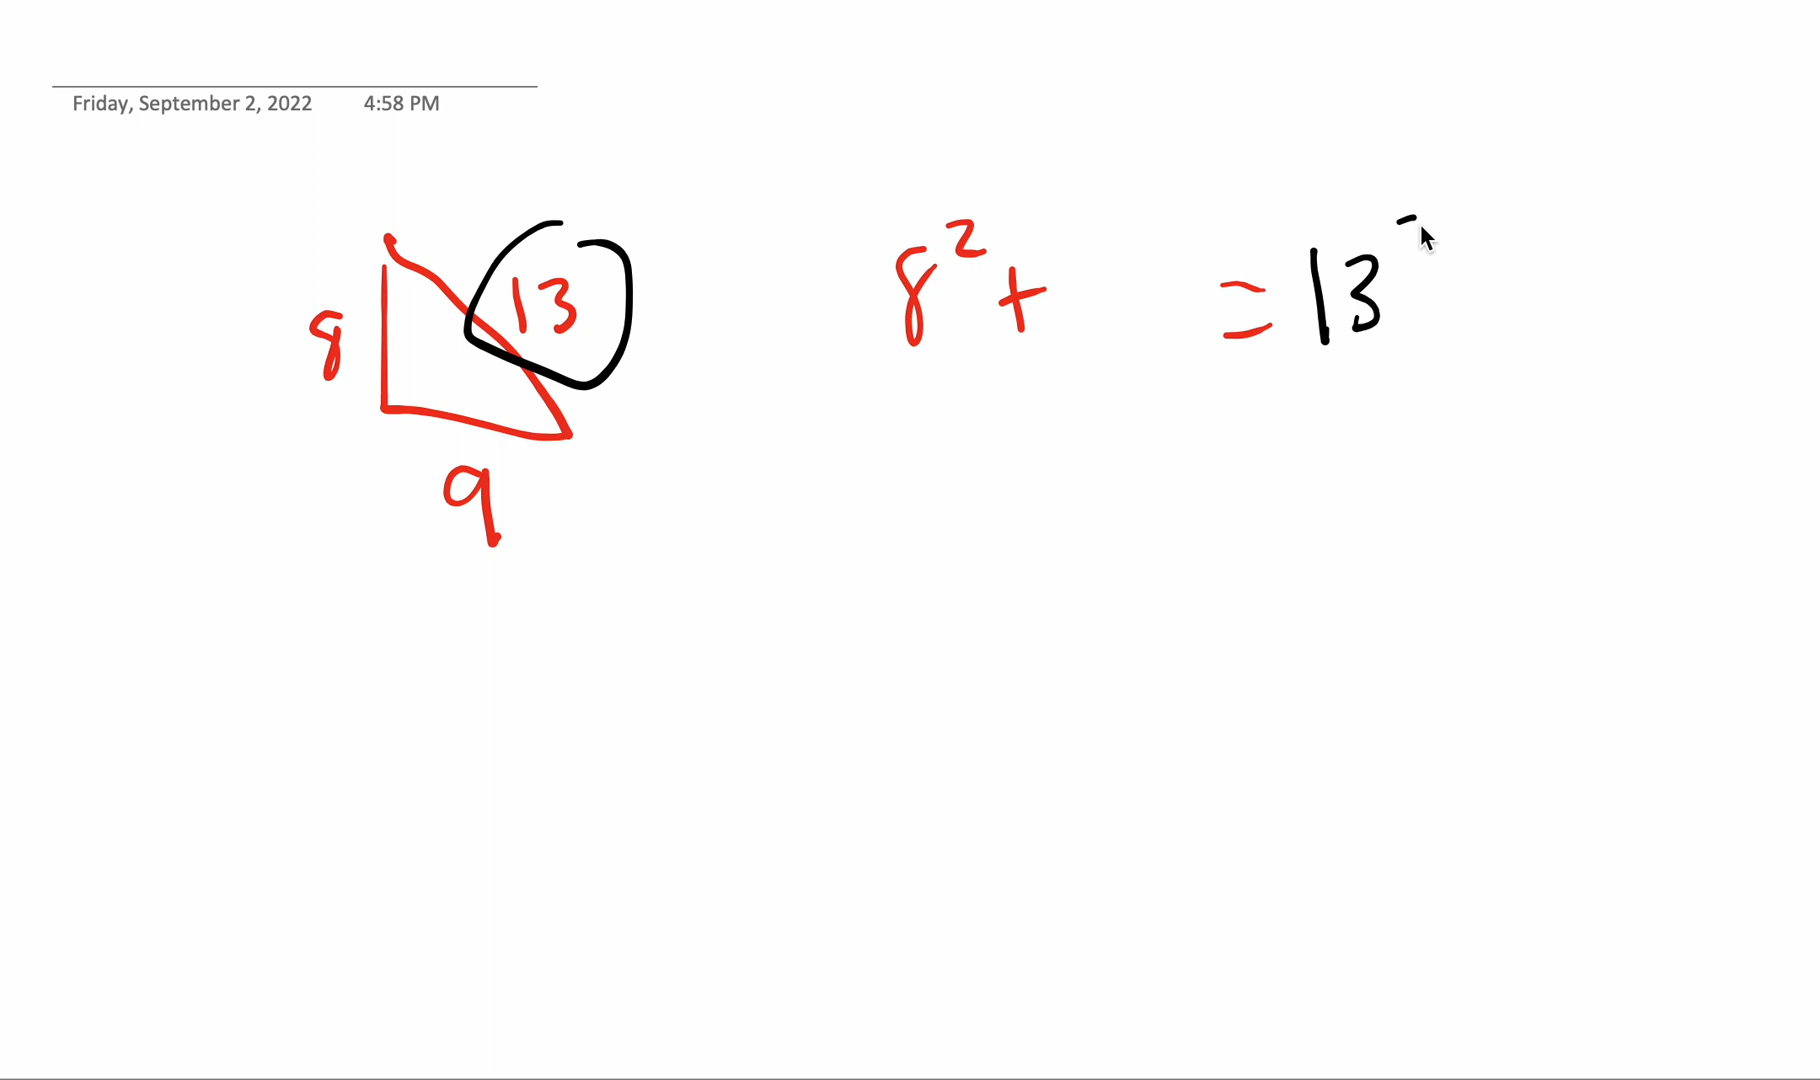 Friday, September 2, 2022 4:58 PM
8 13 8² + = 13
9